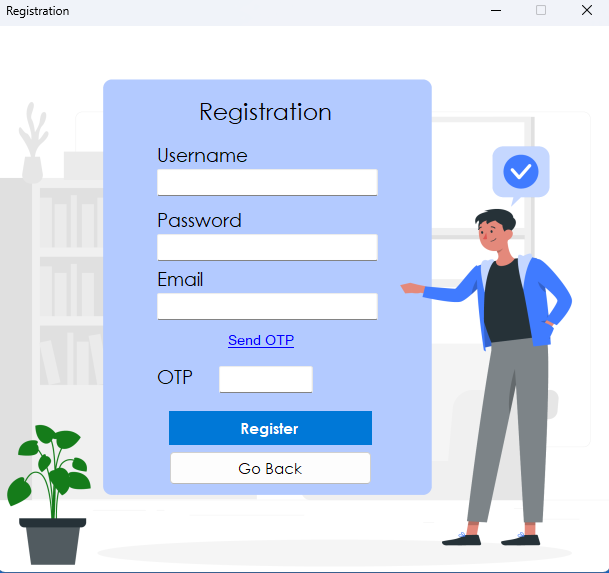 Registration
Registration
Username
Password
Email
Send OTP
OTP
Register
Go Back